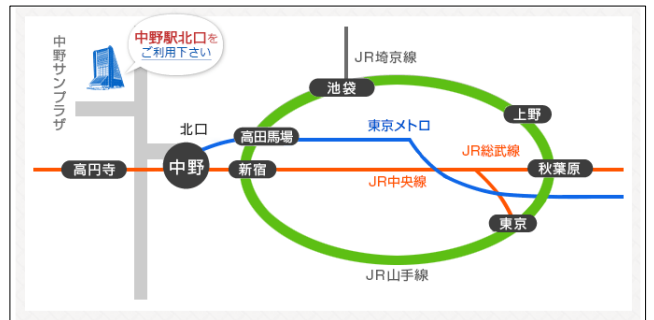 中野サンプラザ
中野駅北口を
ご利用下さい
JR埼京線
池袋
上野
北口
高田馬場
東京メトロ
JR総武線
高円寺
中野
新宿
JR中央線
秋葉原
東京
JR山手線